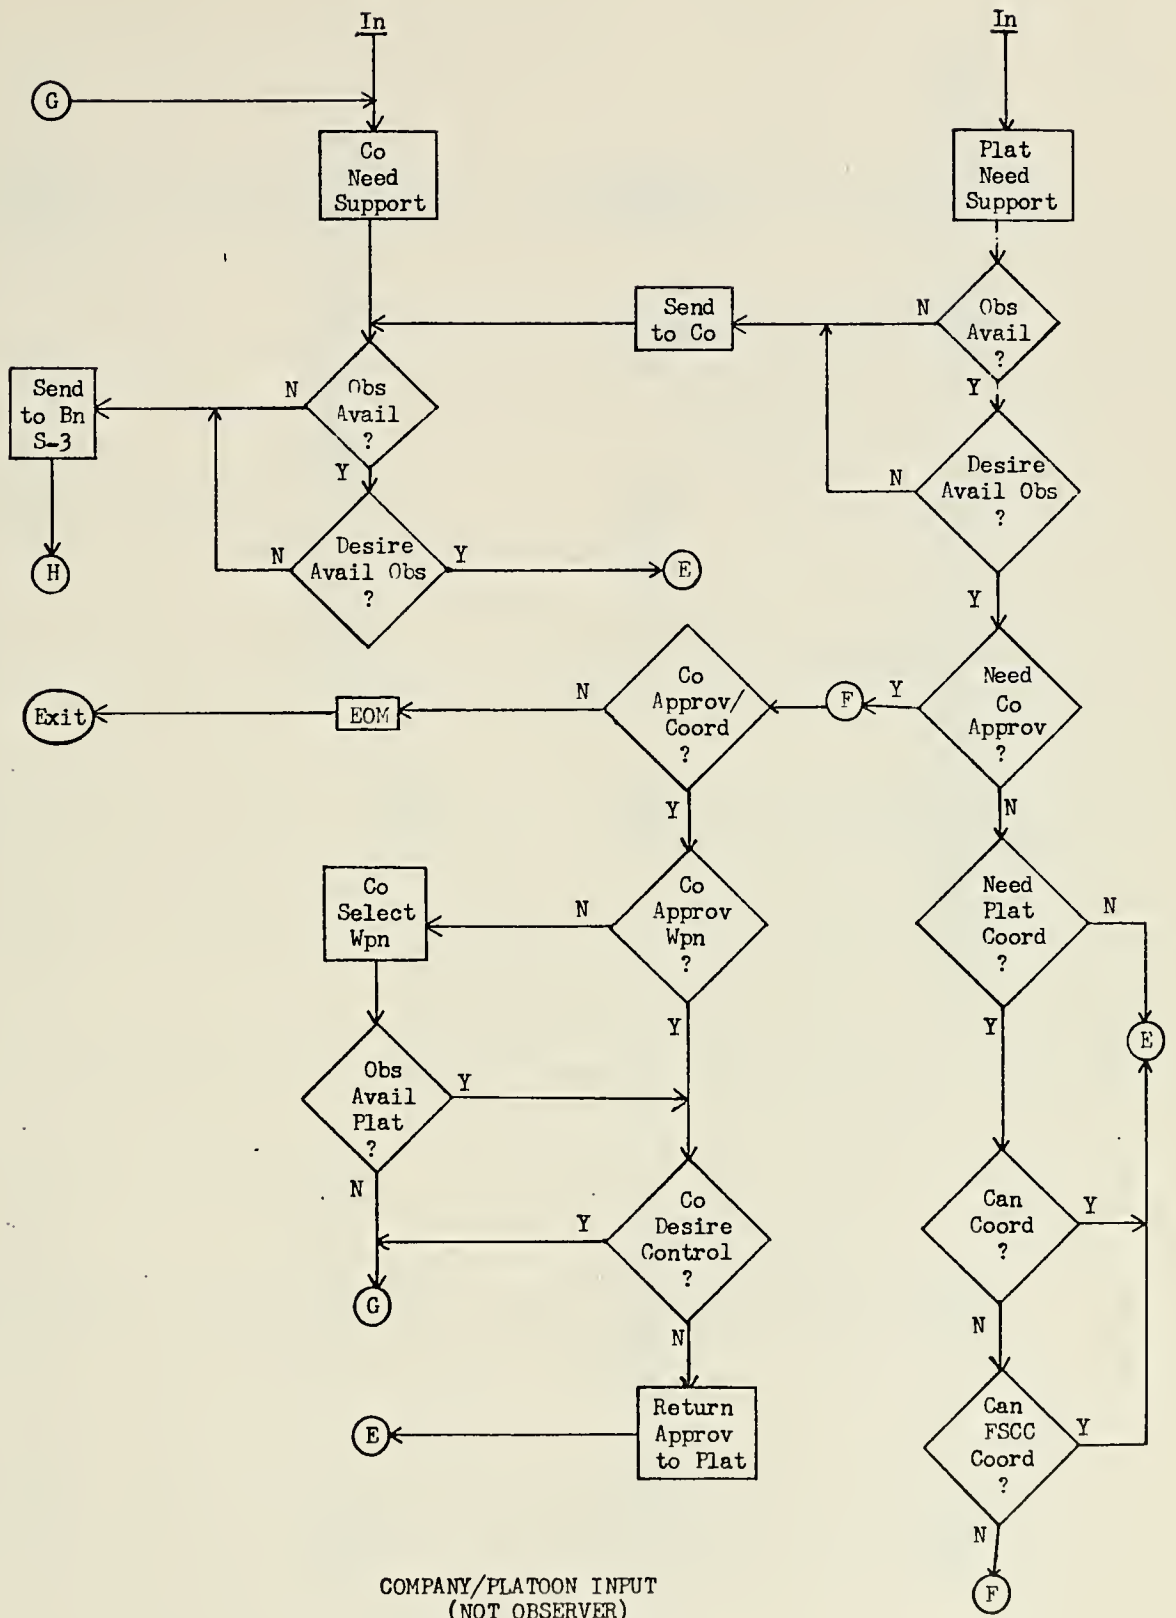 In
In
G
Co
Need
Support
Plat
Need
Support
Send
to Co
N
Obs
Avail
?
Y
Send
to Bn
S-3
N
Obs
Avail
?
Y
N
Desire
Avail Obs
?
H
N
Desire
Avail Obs
?
Y
E
Y
Exit
EOM
N
Co
Approv/
Coord
?
F
Y
Need
Co
Approv
?
Y
N
Co
Select
Wpn
N
Co
Approv
Wpn
?
Need
Plat
Coord
?
N
Y
Y
E
Obs
Avail
Plat
?
Y
N
Y
Co
Desire
Control
?
Can
Coord
?
Y
G
N
N
E
Return
Approv
to Plat
Can
FSCC
Coord
?
Y
N
F
COMPANY/PLATOON INPUT
(NOT OBSERVER)